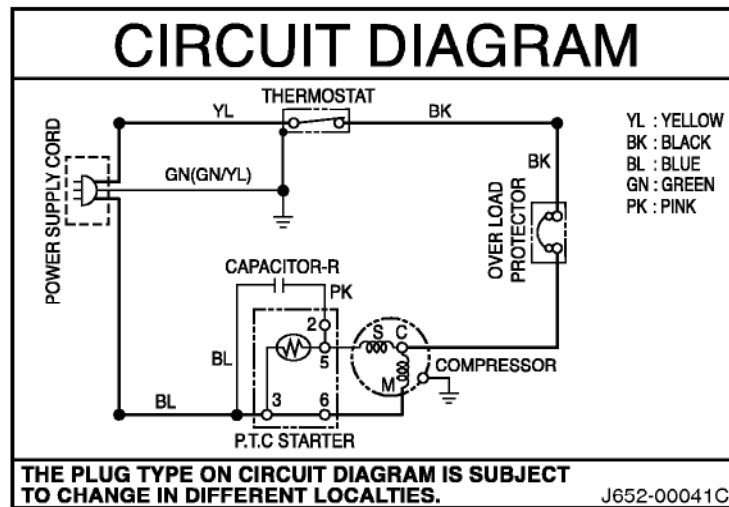 CIRCUIT DIAGRAM
THERMOSTAT
YL
BK
YL : YELLOW
BK : BLACK
BL : BLUE
GN : GREEN
PK : PINK
BK
GN(GN/YL)
POWER SUPPLY CORD
OVER LOAD
PROTECTOR
CAPACITOR-R
PK
2
S
C
5
BL
M
COMPRESSOR
BL
3
6
P.T.C STARTER
THE PLUG TYPE ON CIRCUIT DIAGRAM IS SUBJECT
TO CHANGE IN DIFFERENT LOCALTIES.
J652-00041C